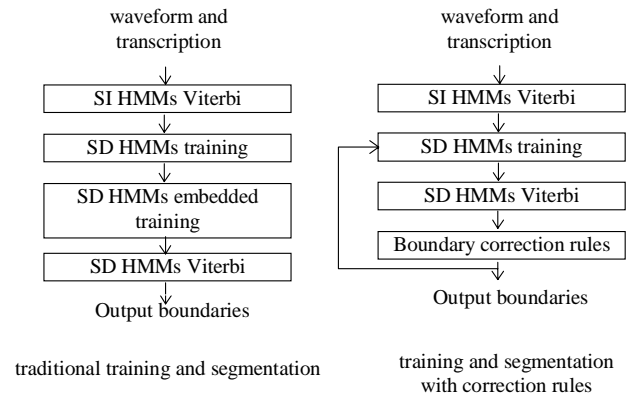 waveform and
transcription
SI HMMs Viterbi
SD HMMs training
SD HMMs embedded
training
SD HMMs Viterbi
Output boundaries
traditional training and segmentation
waveform and
transcription
SI HMMs Viterbi
SD HMMs training
SD HMMs Viterbi
Boundary correction rules
Output boundaries
training and segmentation
with correction rules